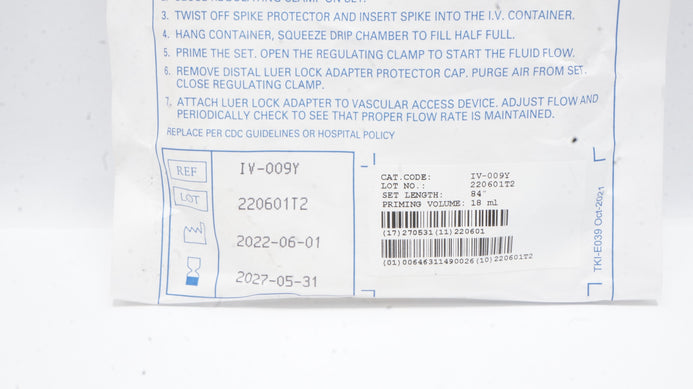 3. TWIST OFF SPIKE PROTECTOR AND INSERT SPIKE INTO THE I.V. CONTAINER.
4. HANG CONTAINER, SQUEEZE DRIP CHAMBER TO FILL HALF FULL.
5. PRIME THE SET. OPEN THE REGULATING CLAMP TO START THE FLUID FLOW.
6. REMOVE DISTAL LUER LOCK ADAPTER PROTECTOR CAP. PURGE AIR FROM SET.
CLOSE REGULATING CLAMP.
7. ATTACH LUER LOCK ADAPTER TO VASCULAR ACCESS DEVICE. ADJUST FLOW AND
PERIODICALLY CHECK TO SEE THAT PROPER FLOW RATE IS MAINTAINED.
REPLACE PER CDC GUIDELINES OR HOSPITAL POLICY
REF IV-009Y
LOT 220601T2
2022-06-01
2027-05-31
CAT.CODE: IV-009Y
LOT NO.: 220601T2
SET LENGTH: 84"
PRIMING VOLUME: 18 ml
(17)270531(11)220601
(01)00646311490026(10)220601T2
TKI-E039 Oct-2021